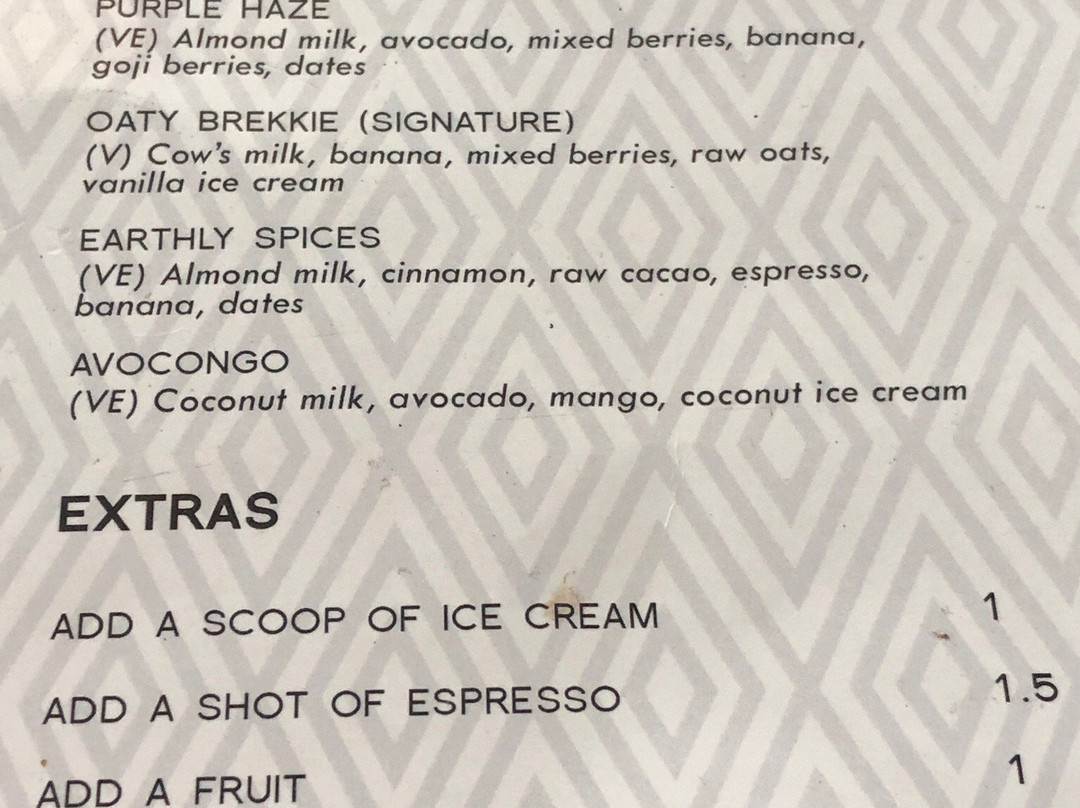 PURPLE HAZE
(VE) Almond milk, avocado, mixed berries, banana,
goji berries, dates
OATY BREKKIE (SIGNATURE)
(V) Cow's milk, banana, mixed berries, raw oats,
vanilla ice cream
EARTHLY SPICES
(VE) Almond milk, cinnamon, raw cacao, espresso,
banana, dates
AVOCONGO
(VE) Coconut milk, avocado, mango, coconut ice cream
EXTRAS
ADD A SCOOP OF ICE CREAM 1
ADD A SHOT OF ESPRESSO 1.5
ADD A FRUIT 1